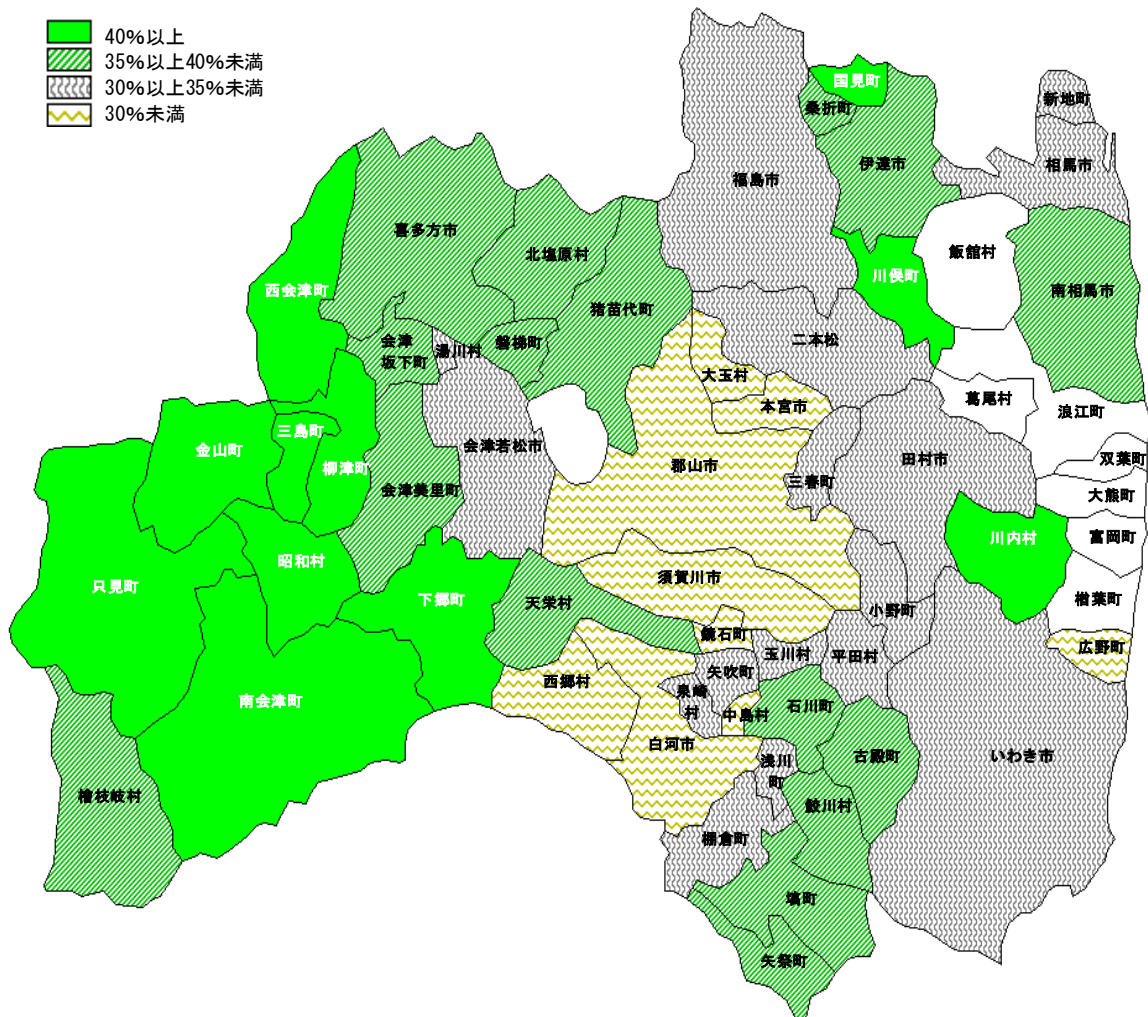 40%以上
35%以上40%未満
30%以上35%未満
30%未満
国見町
桑折町
新地町
伊達市
相馬市
福島市
喜多方市
北塩原村
飯舘村
川俣町
西会津町
南相馬市
猪苗代町
会津
坂下町
湯川村
磐梯町
二本松
大玉村
本宮市
葛尾村
浪江町
三島町
金山町
柳津町
会津若松市
郡山市
田村市
双葉町
三春町
会津美里町
大熊町
川内村
富岡町
昭和村
須賀川市
只見町
下郷町
天栄村
小野町
楢葉町
鏡石町
広野町
玉川村
平田村
西郷村
矢吹町
泉崎
村
南会津町
中島村
石川町
白河市
浅川
町
古殿町
いわき市
檜枝岐村
鮫川村
棚倉町
塙町
矢祭町